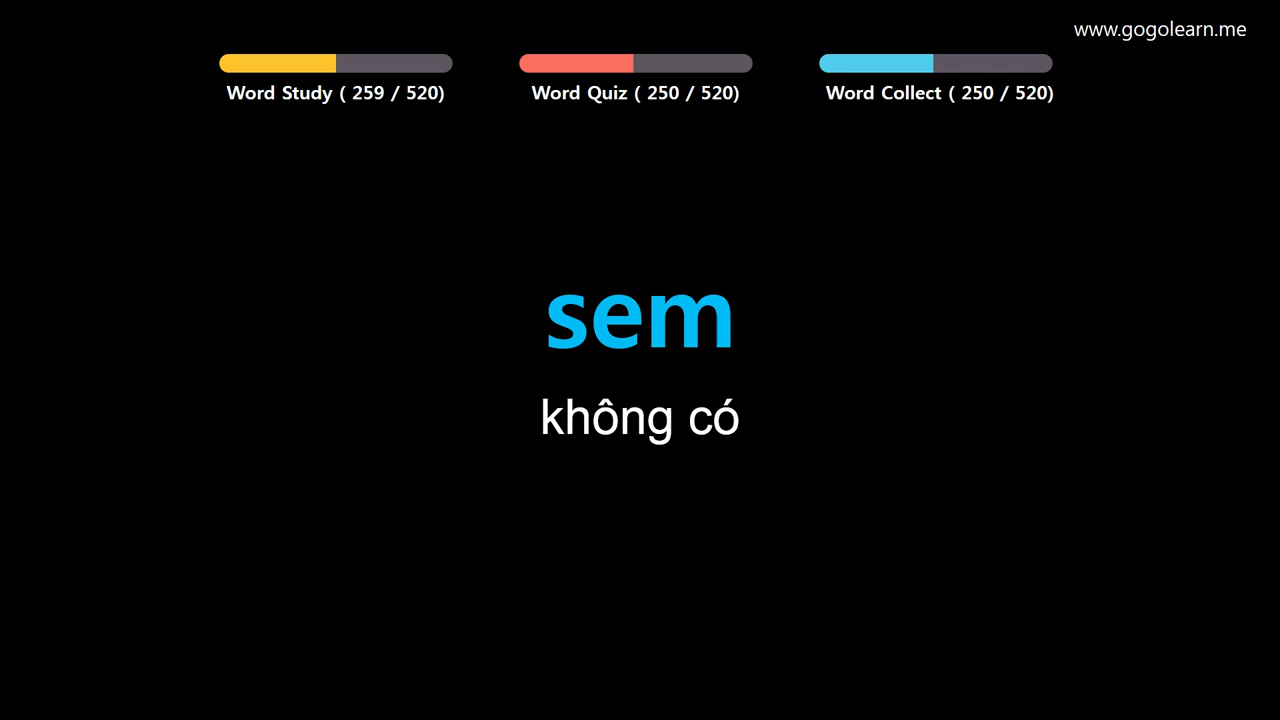 www.gogolearn.me
Word Study ( 259 / 520)
Word Quiz ( 250 / 520)
Word Collect ( 250 / 520)
sem
không có